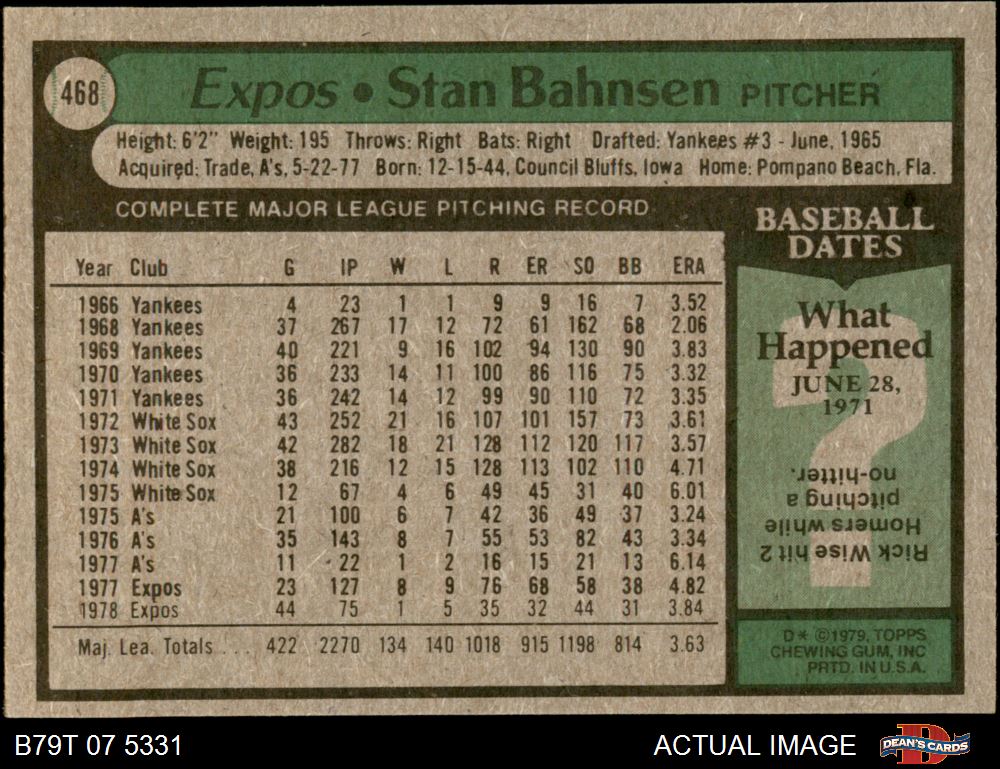 468
Expos • Stan Bahnsen PITCHER
Height: 6'2" Weight: 195 Throws: Right Bats: Right Drafted: Yankees #3 - June, 1965
Acquired: Trade, A's, 5-22-77 Born: 12-15-44, Council Bluffs, Iowa Home: Pompano Beach, Fla.
COMPLETE MAJOR LEAGUE PITCHING RECORD
Year Club G IP W L R ER SO BB ERA
1966 Yankees 4 23 1 1 9 9 16 7 3.52
1968 Yankees 37 267 17 12 72 61 162 68 2.06
1969 Yankees 40 221 9 16 102 94 130 90 3.83
1970 Yankees 36 233 14 11 100 86 116 75 3.32
1971 Yankees 36 242 14 12 99 90 110 72 3.35
1972 White Sox 43 252 21 16 107 101 157 73 3.61
1973 White Sox 42 282 18 21 128 112 120 117 3.57
1974 White Sox 38 216 12 15 128 113 102 110 4.71
1975 White Sox 12 67 4 6 49 45 31 40 6.01
1975 A's 21 100 6 7 42 36 49 37 3.24
1976 A's 35 143 8 7 55 53 82 43 3.34
1977 A's 11 22 1 2 16 15 21 13 6.14
1977 Expos 23 127 8 9 76 68 58 38 4.82
1978 Expos 44 75 1 5 35 32 44 31 3.84
Maj. Lea. Totals . . . 422 2270 134 140 1018 915 1198 814 3.63
BASEBALL
DATES
What
Happened
JUNE 28,
1971
?
Rick Wise hit 2
Homers while
pitching a
no-hitter.
D* ©1979, TOPPS
CHEWING GUM, INC
PRTD. IN U.S.A.
B79T 07 5331
ACTUAL IMAGE
DEAN'S CARDS